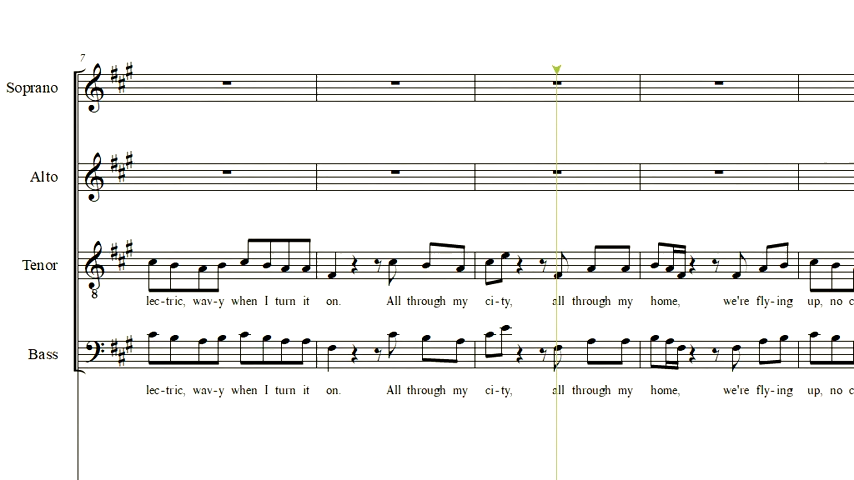 7
Soprano
Alto
Tenor
8
lec-tric, wav-y when I turn it on. All through my ci-ty, all through my home, we're fly-ing up, no c
Bass
lec-tric, wav-y when I turn it on. All through my ci-ty, all through my home, we're fly-ing up, no c